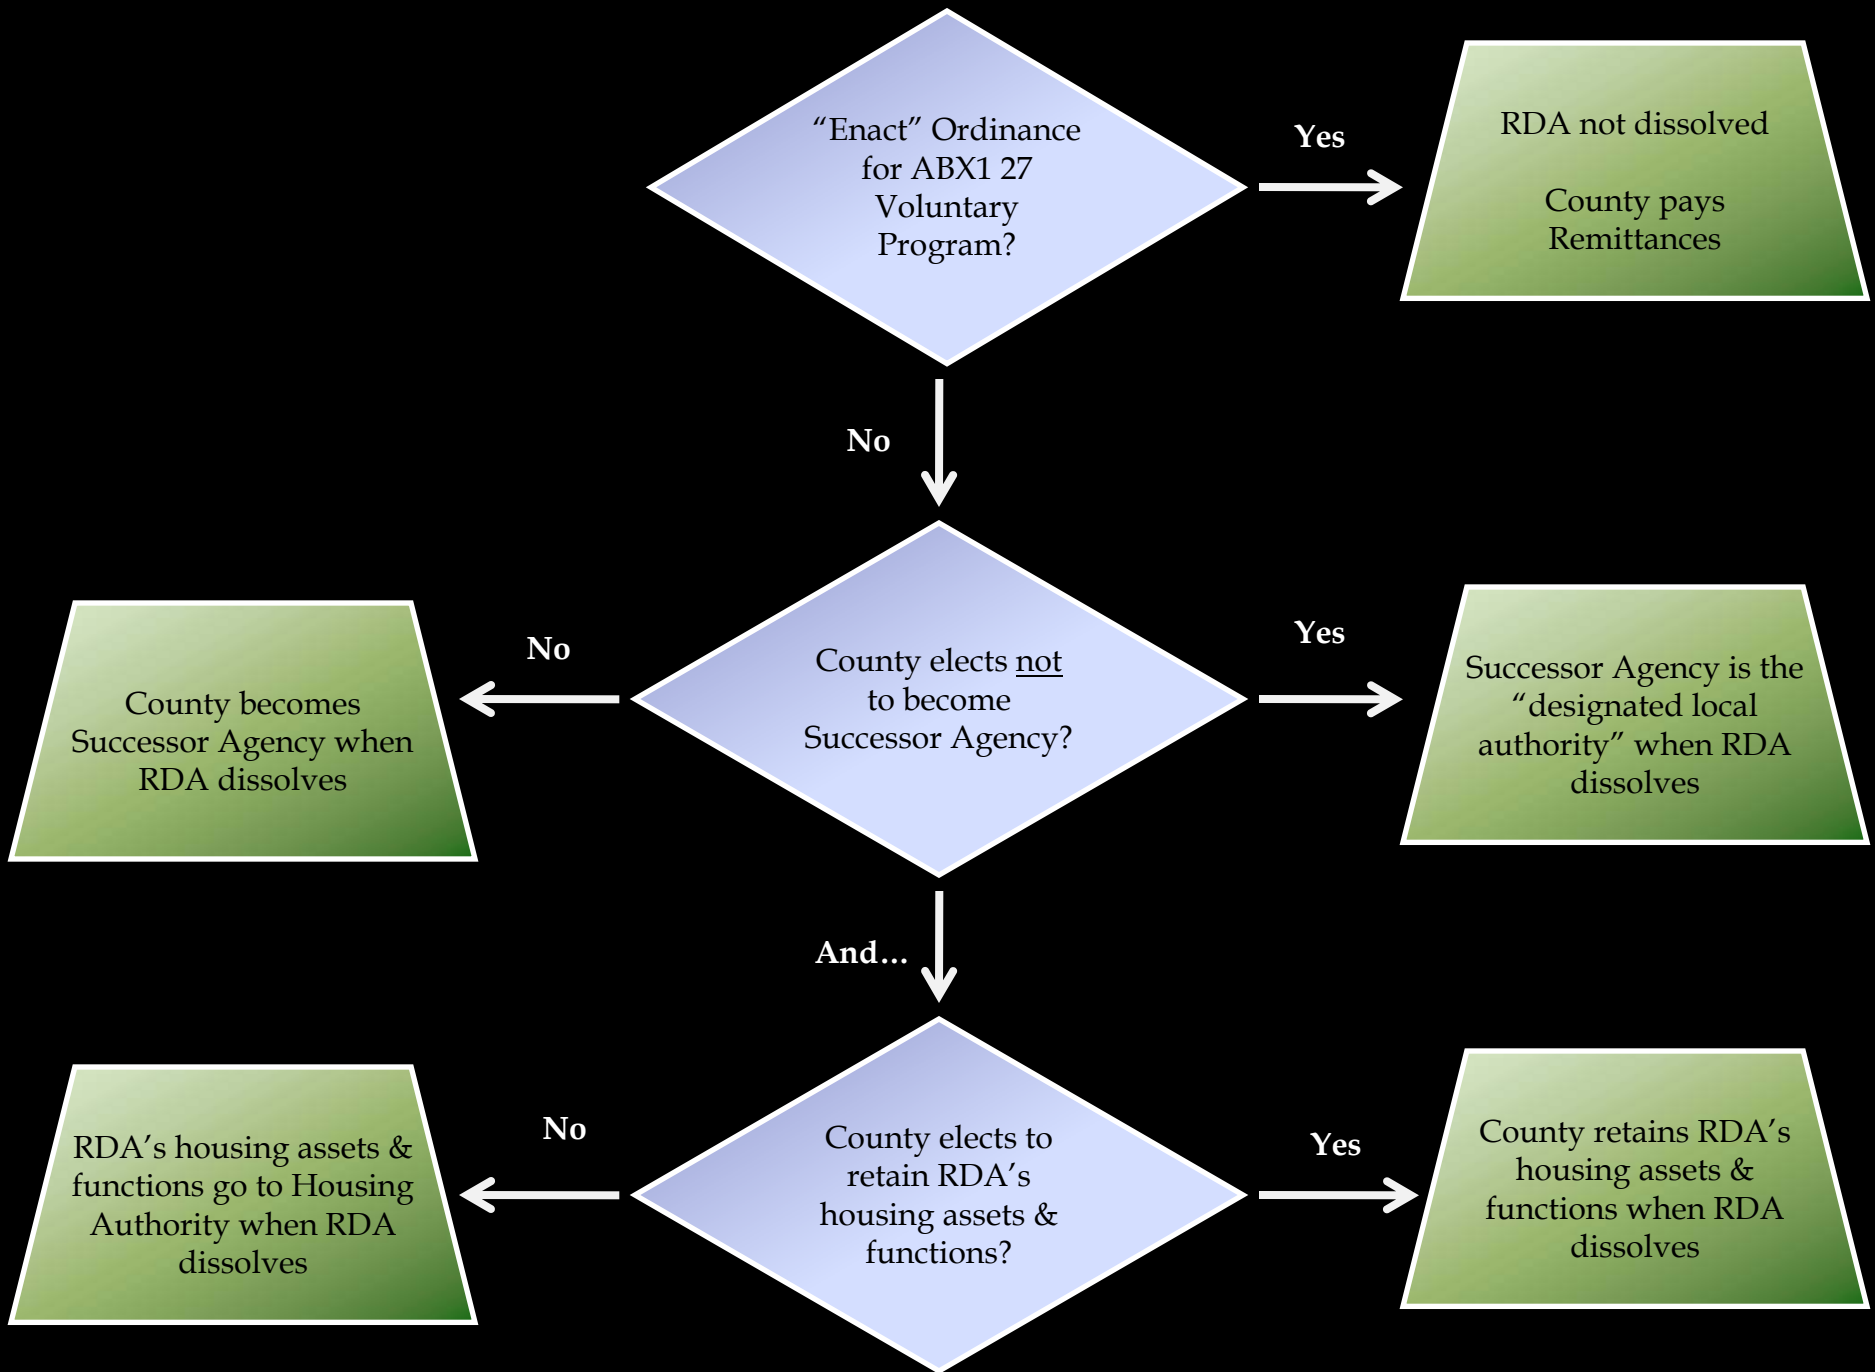 “Enact” Ordinance
for ABX1 27
Voluntary
Program?
Yes
RDA not dissolved
County pays
Remittances
No
County elects not
to become
Successor Agency?
No
County becomes
Successor Agency when
RDA dissolves
Yes
Successor Agency is the
“designated local
authority” when RDA
dissolves
And…
County elects to
retain RDA’s
housing assets &
functions?
No
RDA’s housing assets &
functions go to Housing
Authority when RDA
dissolves
Yes
County retains RDA’s
housing assets &
functions when RDA
dissolves